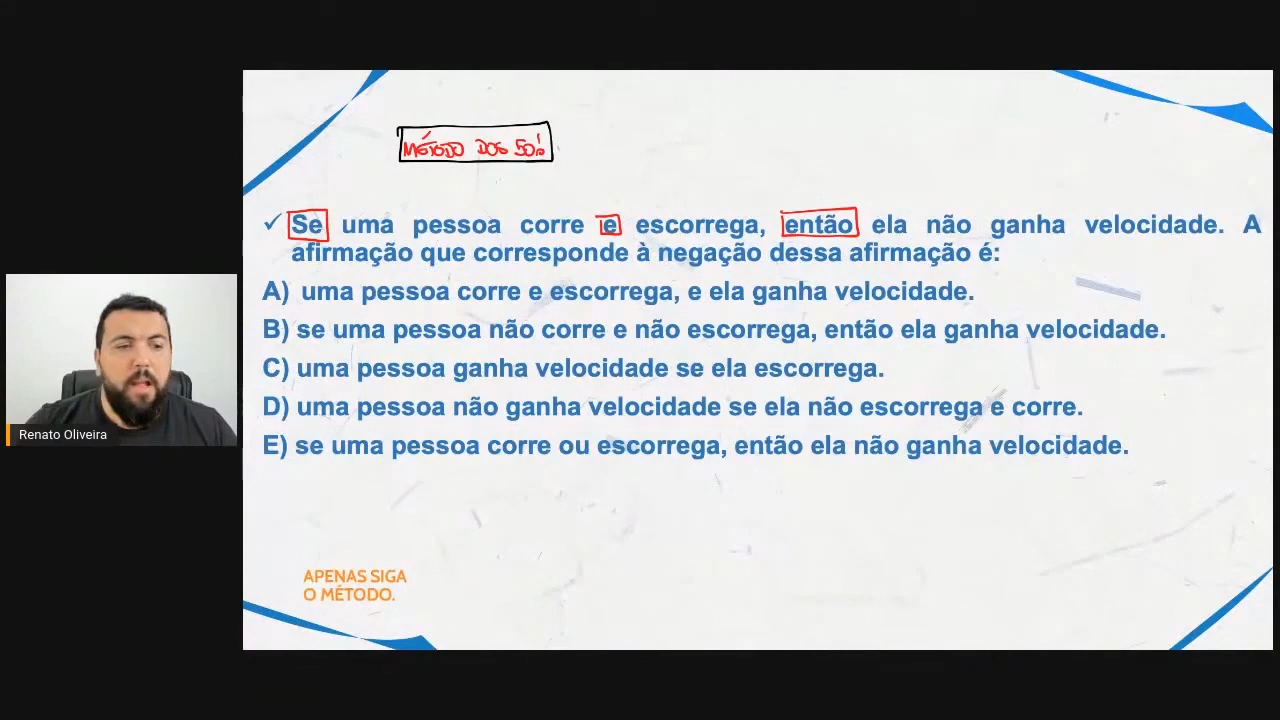 MÉTODO DOS 50%
✓ Se uma pessoa corre e escorrega, então ela não ganha velocidade. A
afirmação que corresponde à negação dessa afirmação é:
A) uma pessoa corre e escorrega, e ela ganha velocidade.
B) se uma pessoa não corre e não escorrega, então ela ganha velocidade.
C) uma pessoa ganha velocidade se ela escorrega.
D) uma pessoa não ganha velocidade se ela não escorrega e corre.
E) se uma pessoa corre ou escorrega, então ela não ganha velocidade.
Renato Oliveira
APENAS SIGA
O MÉTODO.